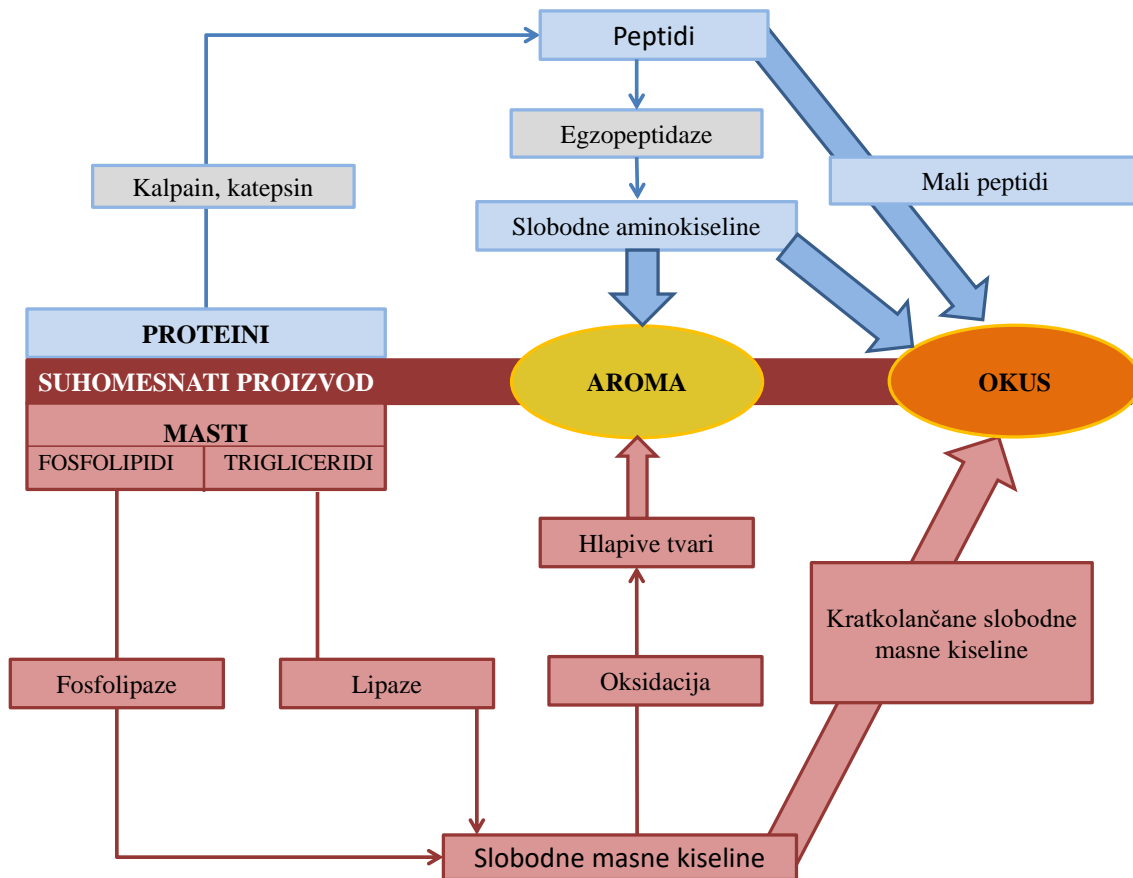 Peptidi
Egzopeptidaze
Kalpain, katepsin
Mali peptidi
Slobodne aminokiseline
PROTEINI
SUHOMESNATI PROIZVOD
AROMA
OKUS
MASTI
FOSFOLIPIDI
TRIGLICERIDI
Hlapive tvari
Kratkolančane slobodne
masne kiseline
Fosfolipaze
Lipaze
Oksidacija
Slobodne masne kiseline